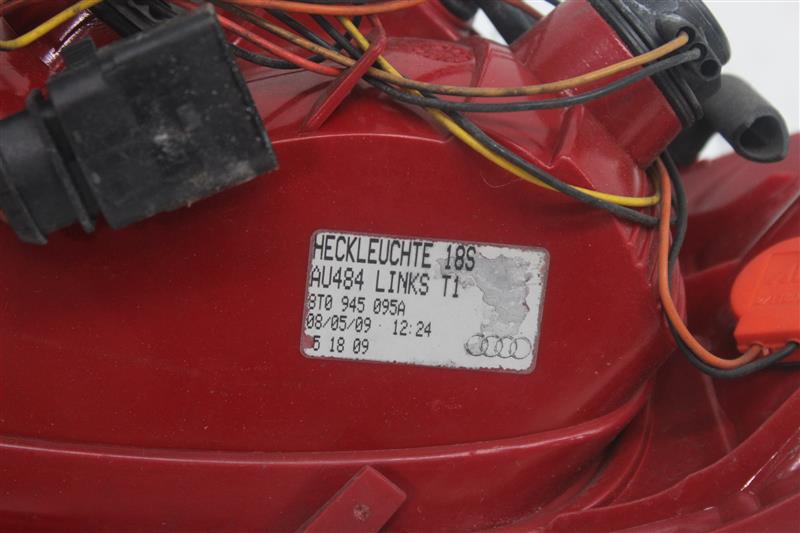 HECKLEUCHTE 18S
AU484 LINKS T1
8T0 945 095A
08/05/09 12:24
5 18 09